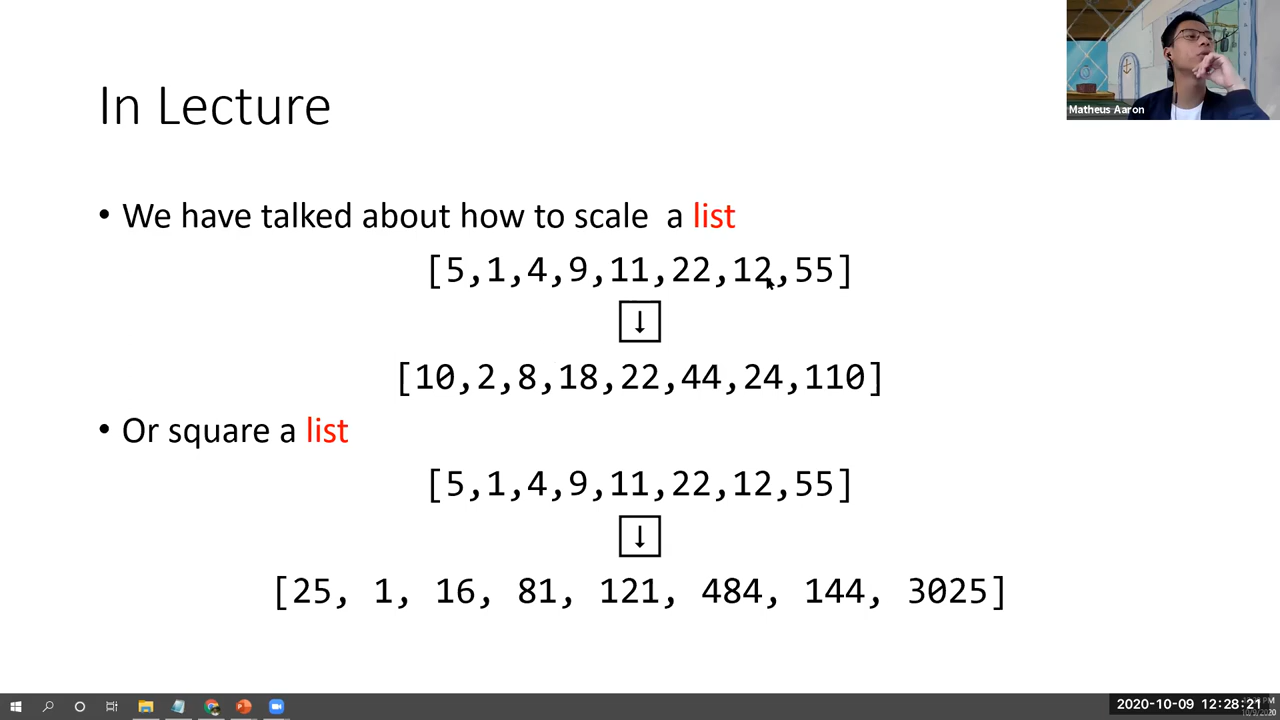 In Lecture
• We have talked about how to scale a list
[5,1,4,9,11,22,12,55]
↓
[10,2,8,18,22,44,24,110]
• Or square a list
[5,1,4,9,11,22,12,55]
↓
[25, 1, 16, 81, 121, 484, 144, 3025]
Matheus Aaron
2020-10-09 12:28:21